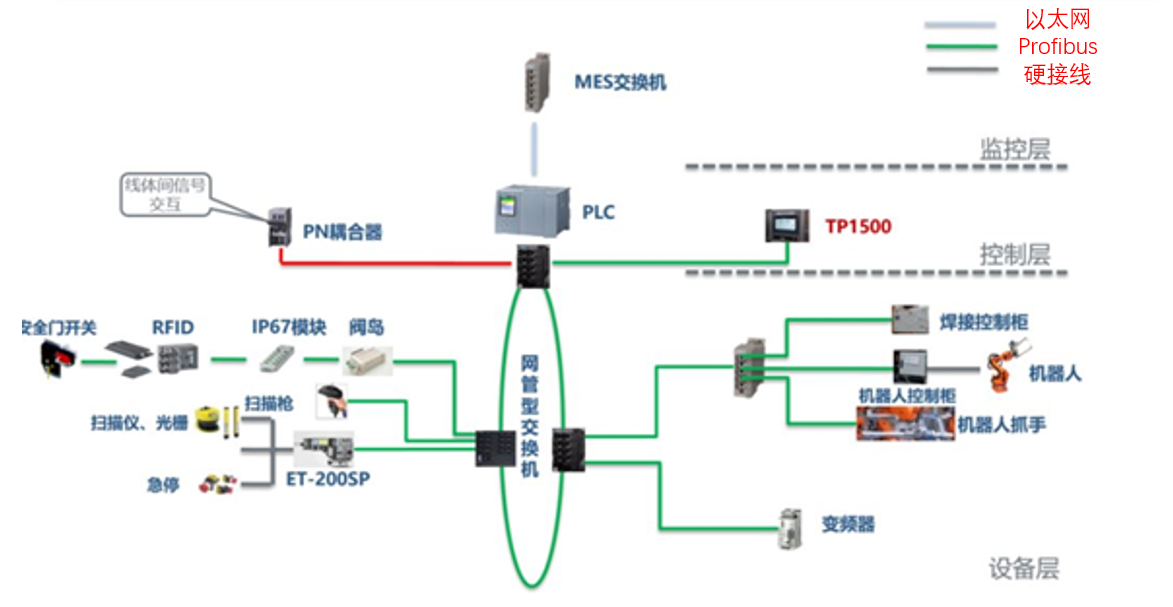 以太网
Profibus
硬接线
MES交换机
监控层
线体间信号
交互
PN耦合器
PLC
TP1500
控制层
安全门开关
RFID
IP67模块
阀岛
焊接控制柜
机器人
机器人控制柜
机器人抓手
扫描枪
扫描仪、光栅
网管型交换机
急停
ET-200SP
变频器
设备层